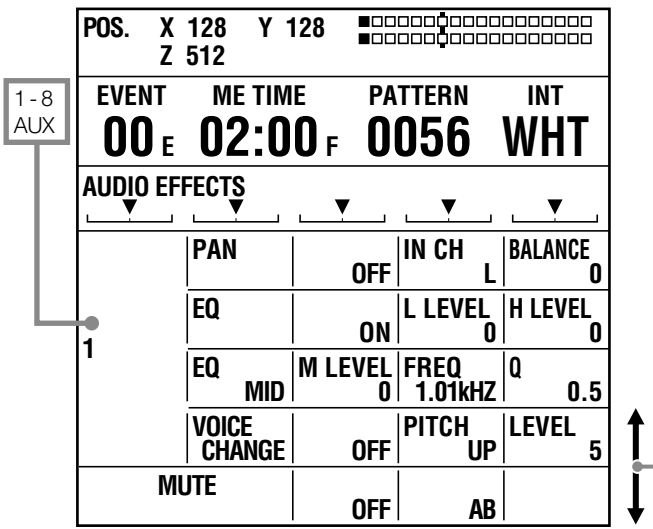 POS. X 128 Y 128
Z 512
1 - 8
AUX
EVENT ME TIME PATTERN INT
00 E 02:00 F 0056 WHT
AUDIO EFFECTS
PAN OFF IN CH L BALANCE 0
EQ ON L LEVEL 0 H LEVEL 0
1
EQ MID M LEVEL 0 FREQ 1.01kHZ Q 0.5
VOICE CHANGE OFF PITCH UP LEVEL 5
MUTE OFF AB